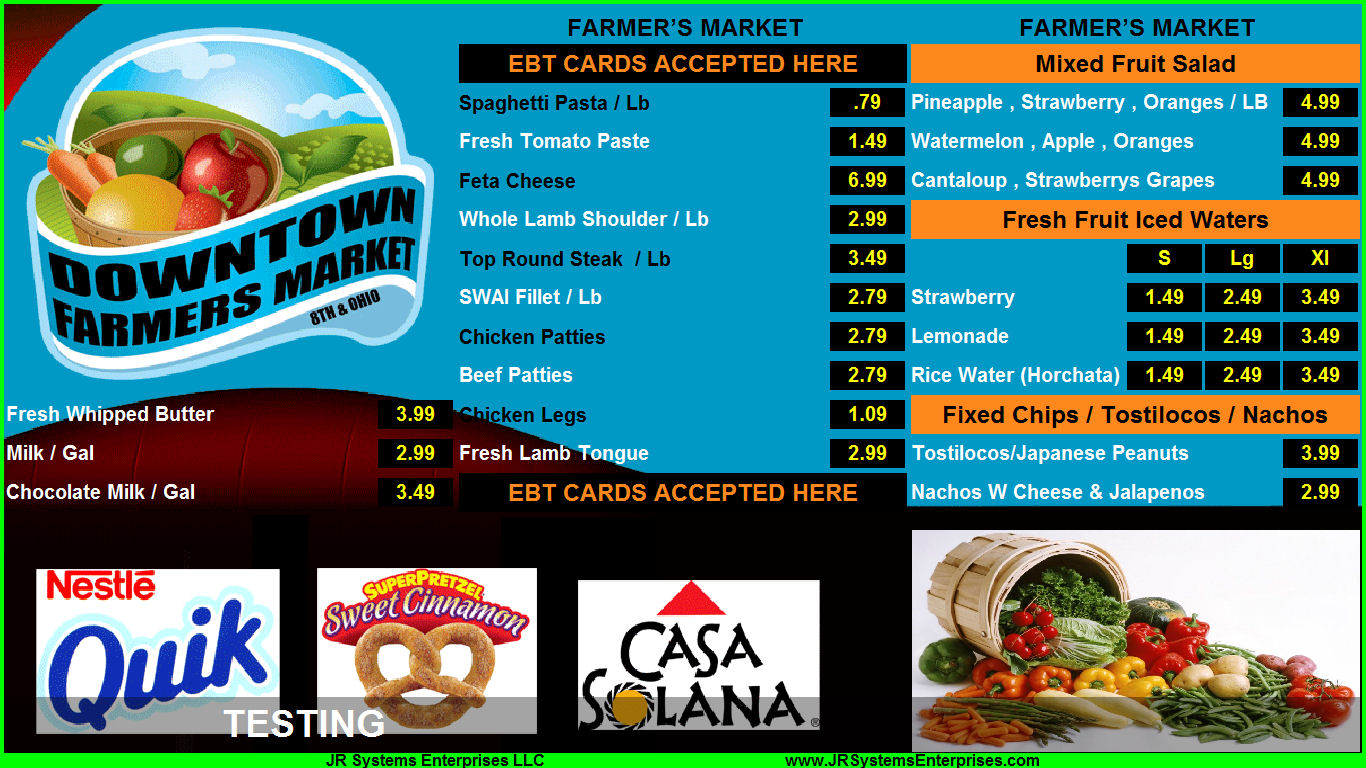 DOWNTOWN
FARMERS MARKET
8TH & OHIO
Fresh Whipped Butter 3.99
Milk / Gal 2.99
Chocolate Milk / Gal 3.49
FARMER’S MARKET
EBT CARDS ACCEPTED HERE
Spaghetti Pasta / Lb .79
Fresh Tomato Paste 1.49
Feta Cheese 6.99
Whole Lamb Shoulder / Lb 2.99
Top Round Steak / Lb 3.49
SWAI Fillet / Lb 2.79
Chicken Patties 2.79
Beef Patties 2.79
Chicken Legs 1.09
Fresh Lamb Tongue 2.99
EBT CARDS ACCEPTED HERE
FARMER’S MARKET
Mixed Fruit Salad
Pineapple , Strawberry , Oranges / LB 4.99
Watermelon , Apple , Oranges 4.99
Cantaloup , Strawberrys Grapes 4.99
Fresh Fruit Iced Waters
S Lg Xl
Strawberry 1.49 2.49 3.49
Lemonade 1.49 2.49 3.49
Rice Water (Horchata) 1.49 2.49 3.49
Fixed Chips / Tostilocos / Nachos
Tostilocos/Japanese Peanuts 3.99
Nachos W Cheese & Jalapenos 2.99
Nestlé
Quik
SUPERPRETZEL
Sweet Cinnamon
CASA
SOLANA ®
TESTING
JR Systems Enterprises LLC www.JRSystemsEnterprises.com